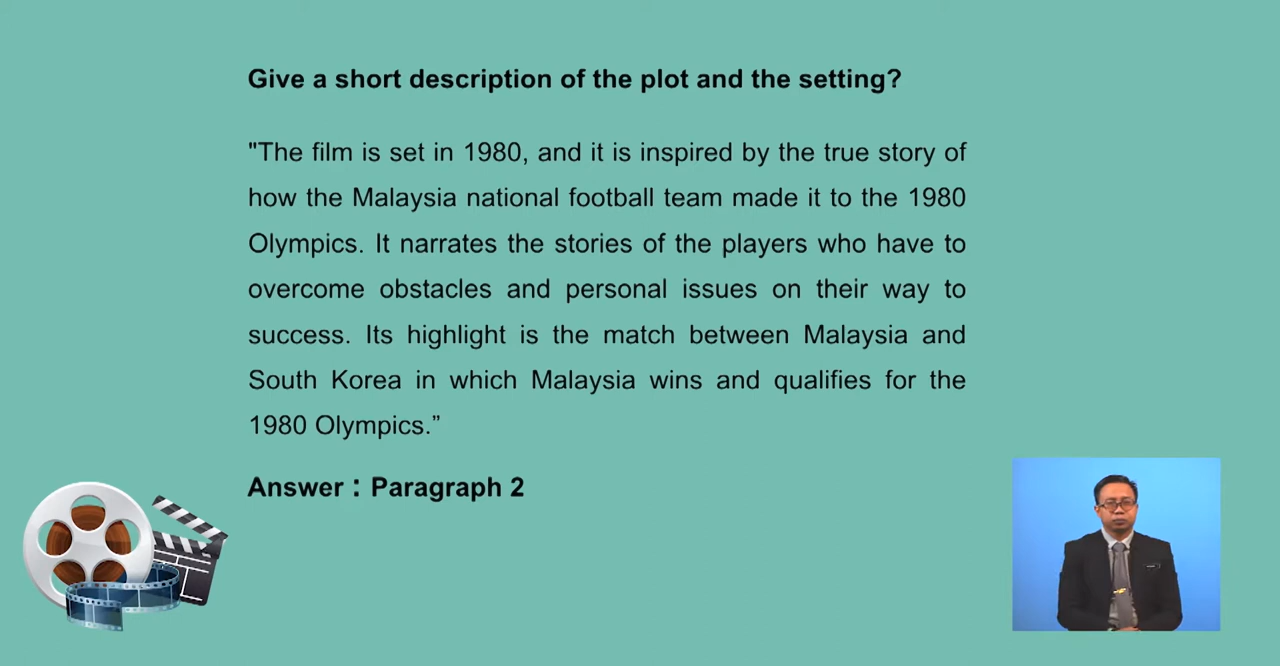 Give a short description of the plot and the setting?
"The film is set in 1980, and it is inspired by the true story of
how the Malaysia national football team made it to the 1980
Olympics. It narrates the stories of the players who have to
overcome obstacles and personal issues on their way to
success. Its highlight is the match between Malaysia and
South Korea in which Malaysia wins and qualifies for the
1980 Olympics.”
Answer : Paragraph 2